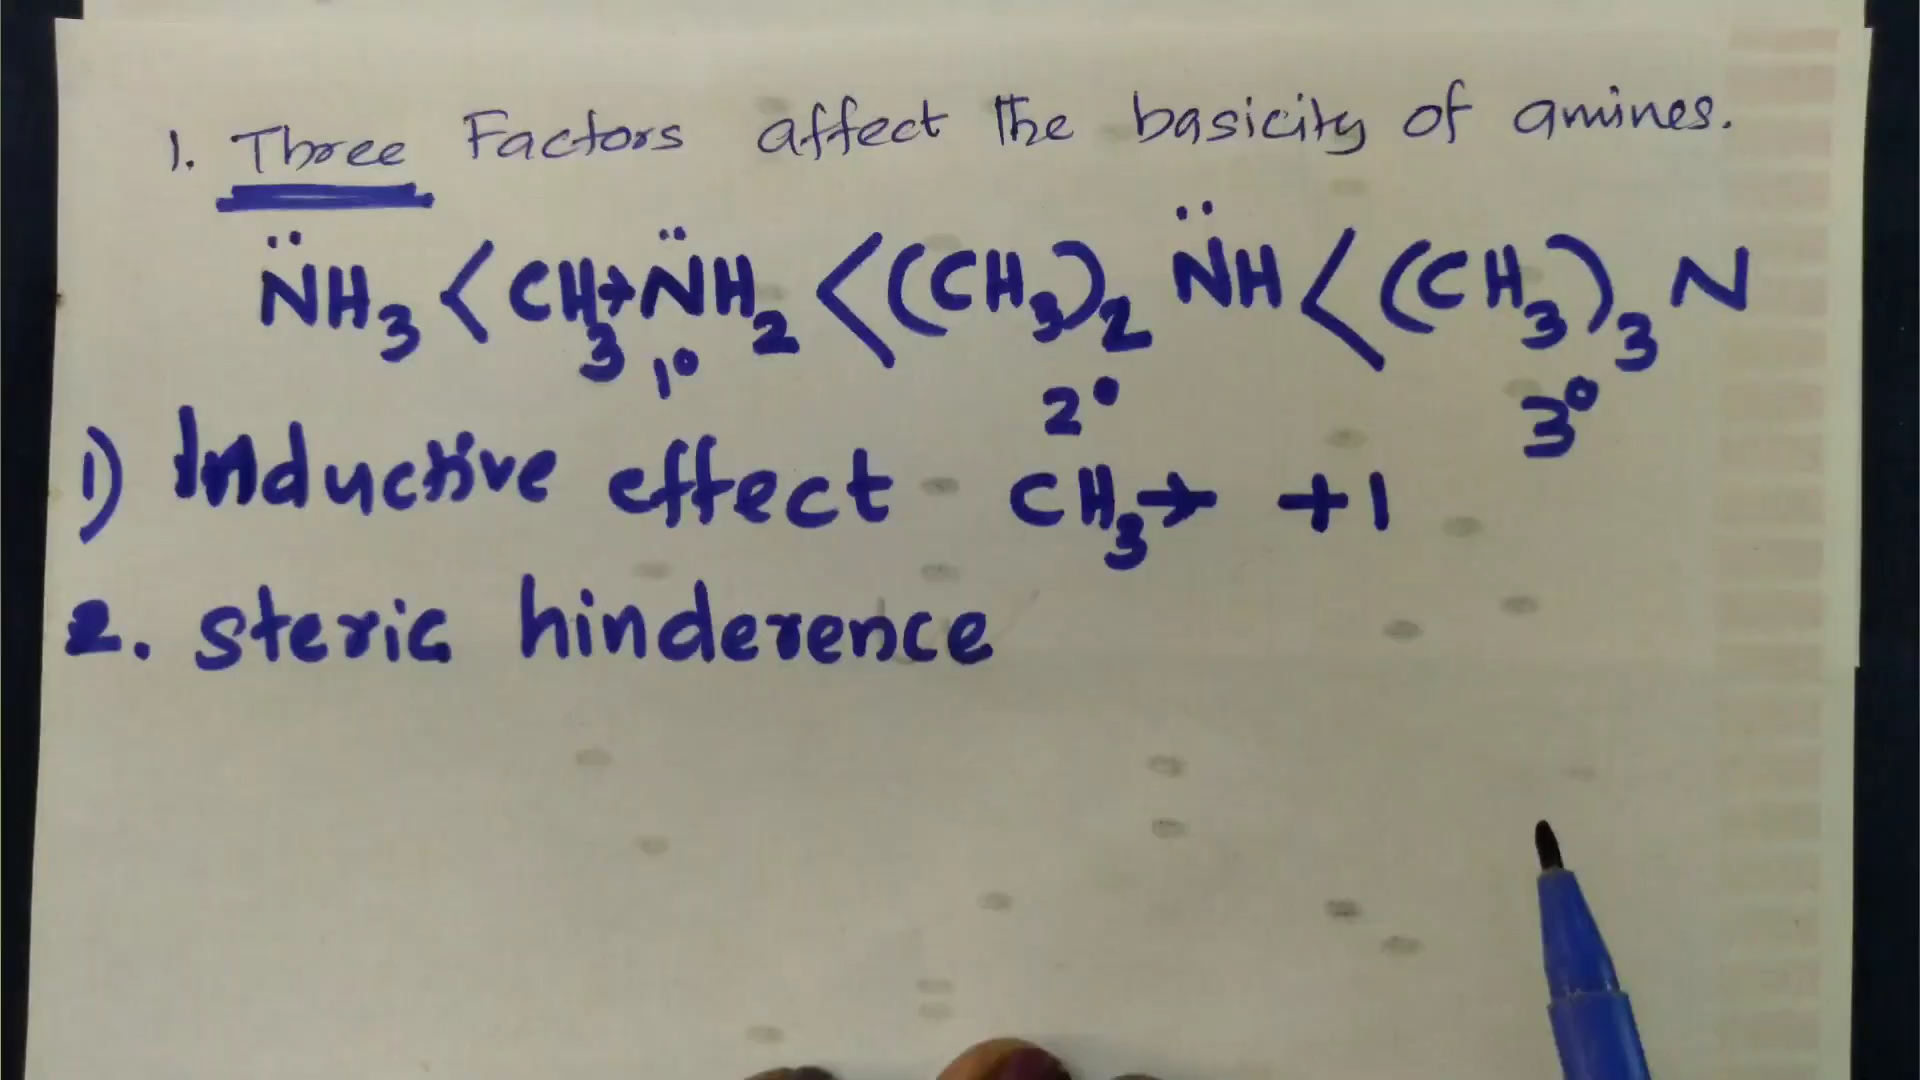 1. Three Factors affect the basicity of amines.
N̈H₃ < CH₃→N̈H₂ < (CH₃)₂ N̈H < (CH₃)₃ N
1° 2° 3°
1) Inductive effect - CH₃→ +I
2. steric hinderence